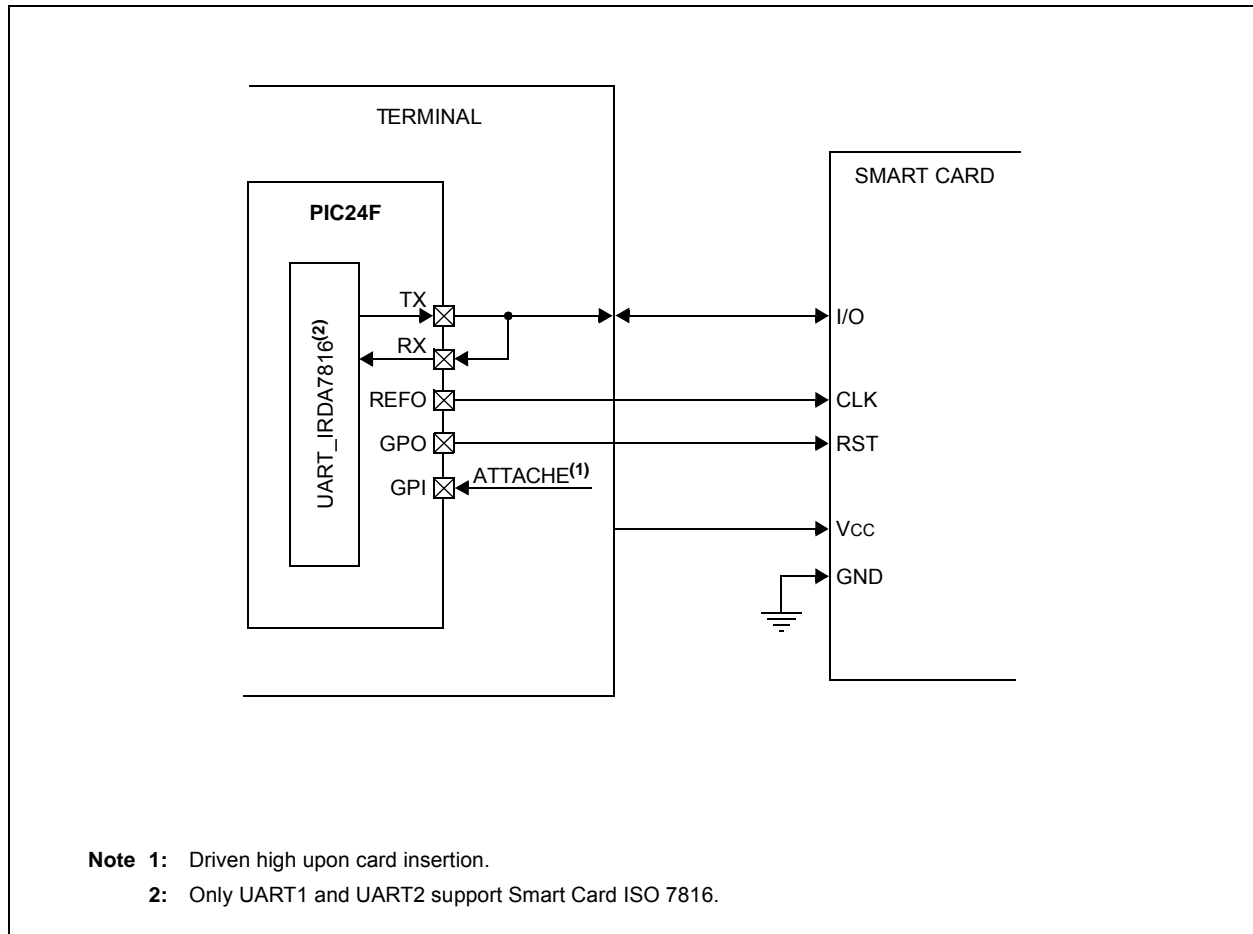 TERMINAL
SMART CARD
PIC24F
UART_IRDA7816(2)
TX
I/O
RX
REFO
CLK
GPO
RST
GPI
ATTACHE(1)
VCC
GND
Note 1: Driven high upon card insertion.
2: Only UART1 and UART2 support Smart Card ISO 7816.